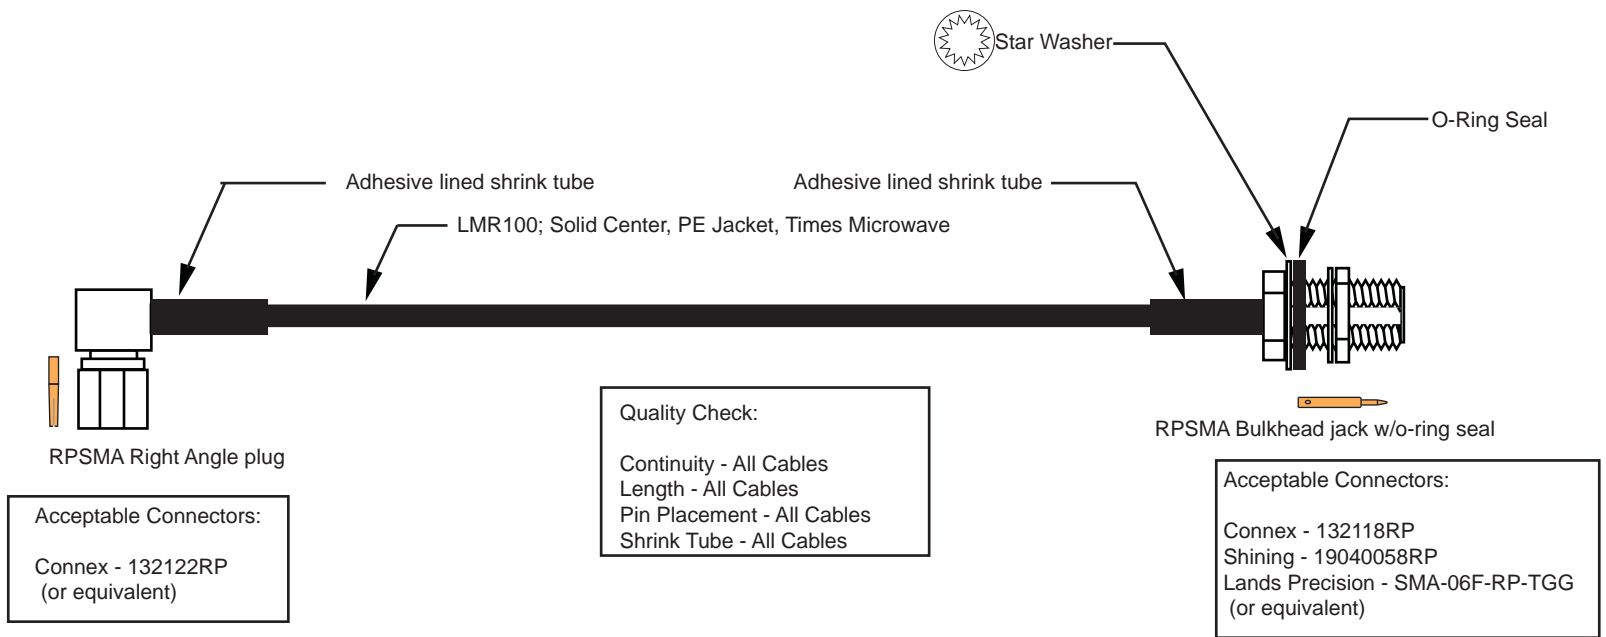 Star Washer
O-Ring Seal
Adhesive lined shrink tube
Adhesive lined shrink tube
LMR100; Solid Center, PE Jacket, Times Microwave
RPSMA Right Angle plug
Acceptable Connectors:
Connex - 132122RP
(or equivalent)
Quality Check:
Continuity - All Cables
Length - All Cables
Pin Placement - All Cables
Shrink Tube - All Cables
RPSMA Bulkhead jack w/o-ring seal
Acceptable Connectors:
Connex - 132118RP
Shining - 19040058RP
Lands Precision - SMA-06F-RP-TGG
(or equivalent)